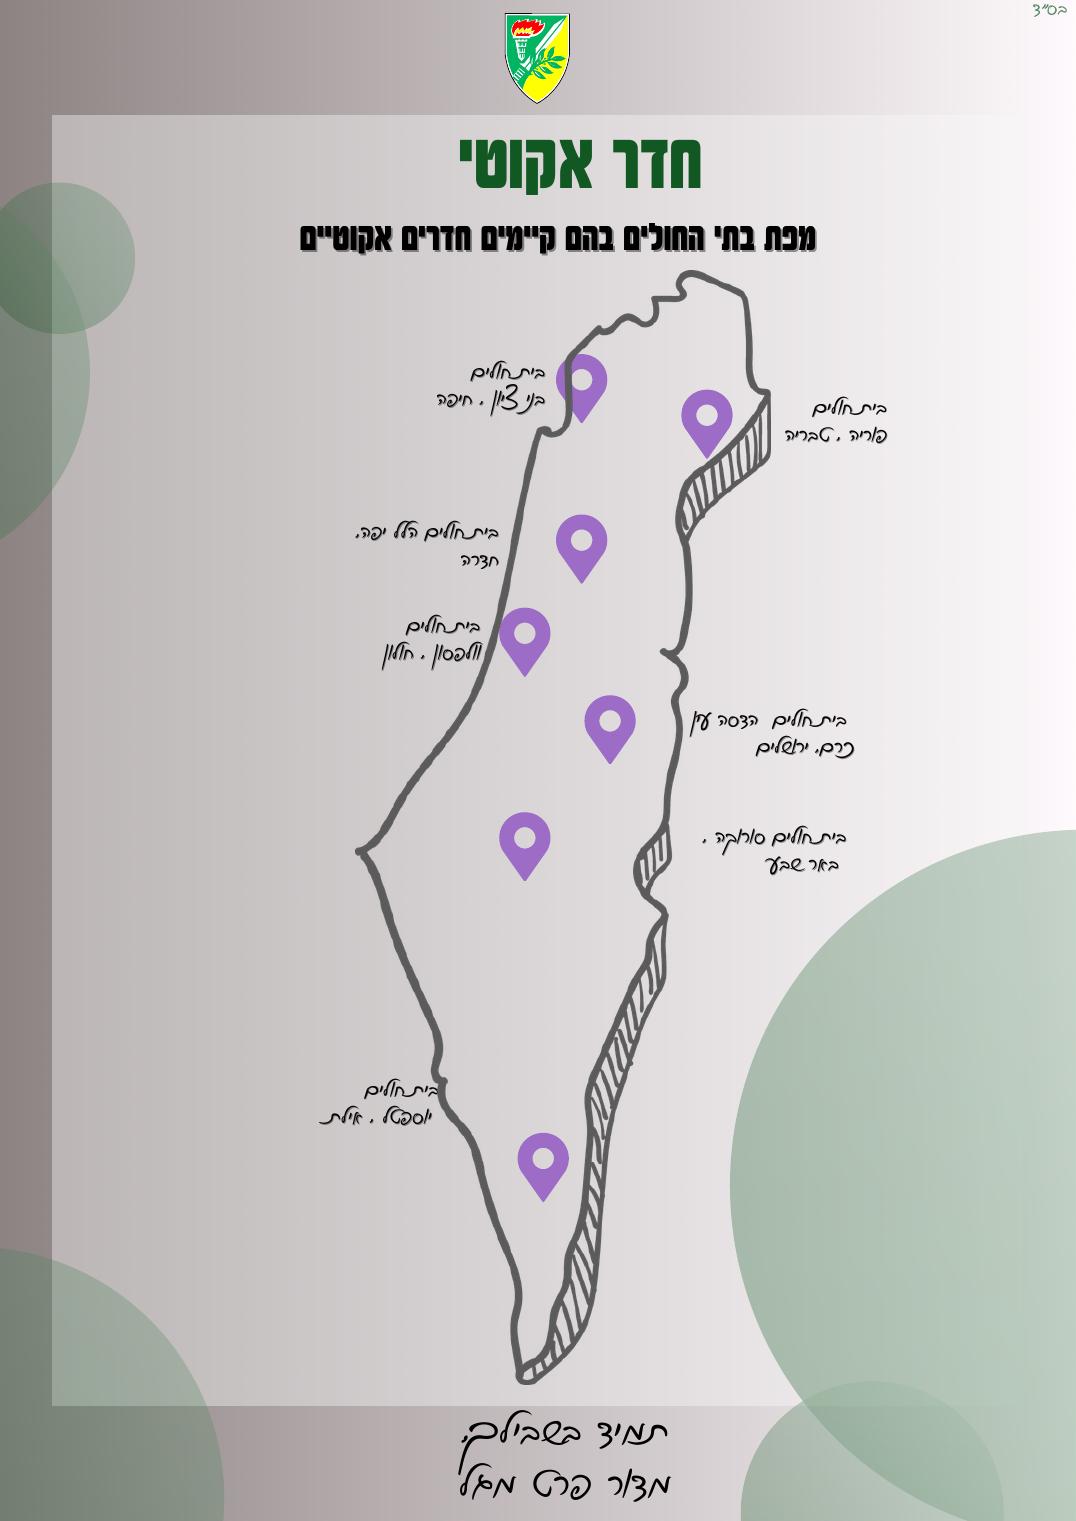 בס״ד
חדר אקוטי
מפת בתי החולים בהם קיימים חדרים אקוטיים
בית חולים
בני ציון , חיפה
בית חולים
פוריה , טבריה
בית חולים הלל יפה,
חדרה
בית חולים
וולפסון , חולון
בית חולים הדסה עין
כרם, ירושלים
בית חולים סורוקה ,
באר שבע
בית חולים
יוספטל , אילת
תמיד בשבילכן,
מדור פרט מגל